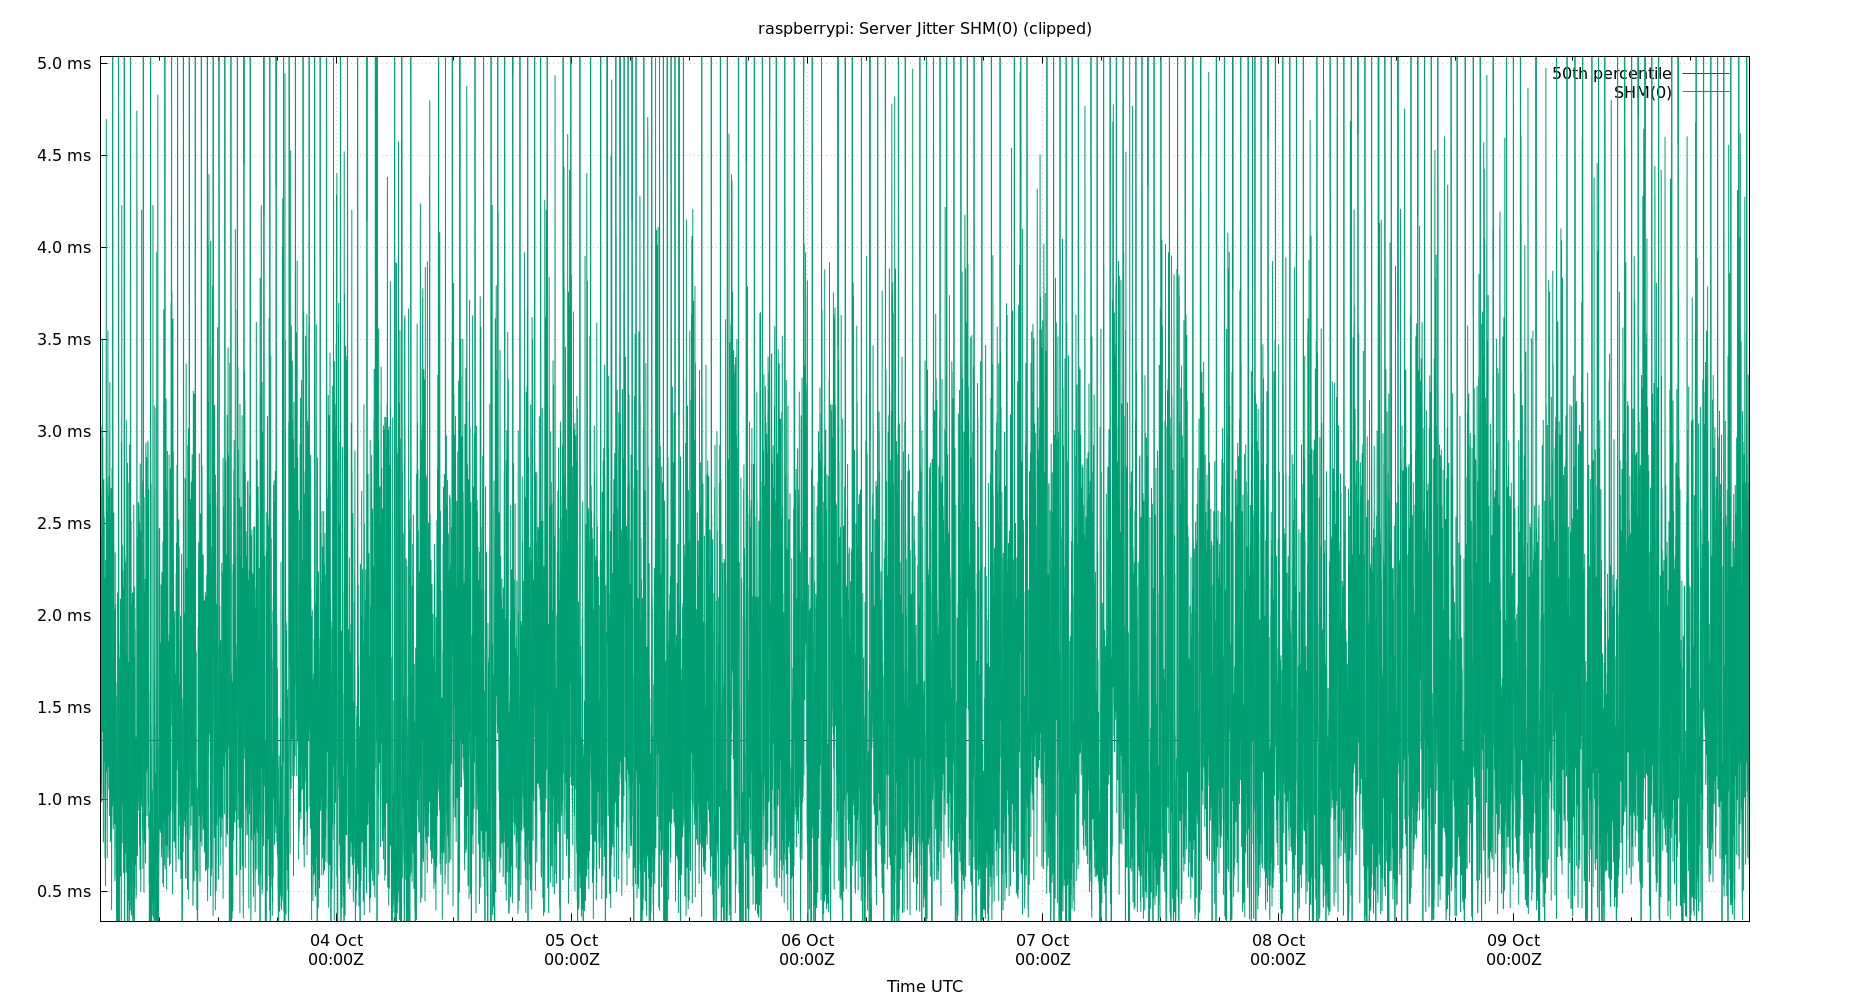 raspberrypi: Server Jitter SHM(0) (clipped)
5.0 ms
50th percentile
SHM(0)
4.5 ms
4.0 ms
3.5 ms
3.0 ms
2.5 ms
2.0 ms
1.5 ms
1.0 ms
0.5 ms
04 Oct 05 Oct 06 Oct 07 Oct 08 Oct 09 Oct
00:00Z 00:00Z 00:00Z 00:00Z 00:00Z 00:00Z
Time UTC